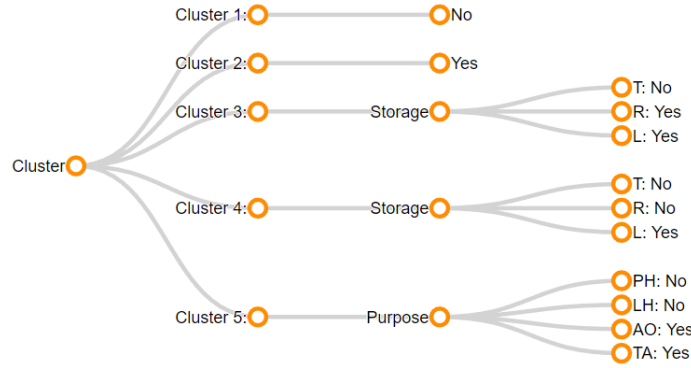 Cluster 1:
No
Cluster 2:
Yes
Cluster 3:
Storage
T: No
R: Yes
L: Yes
Cluster
Cluster 4:
Storage
T: No
R: No
L: Yes
Cluster 5:
Purpose
PH: No
LH: No
AO: Yes
TA: Yes